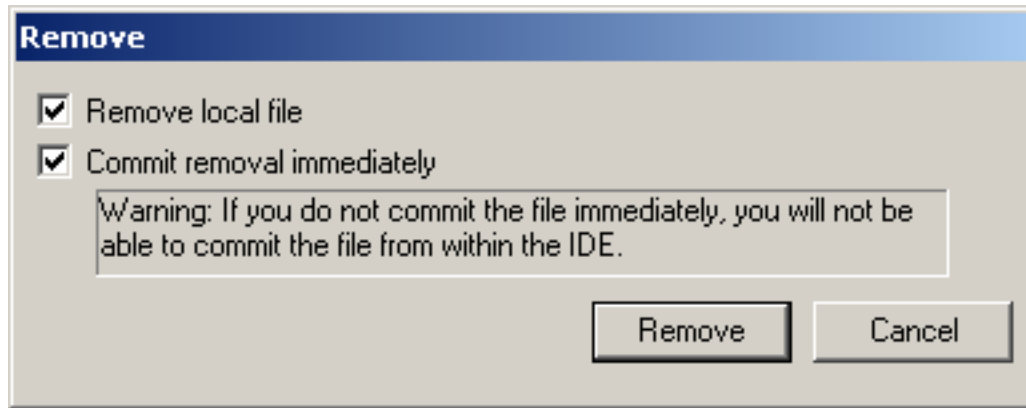 Remove
Remove local file
Commit removal immediately
Warning: If you do not commit the file immediately, you will not be
able to commit the file from within the IDE.
Remove Cancel